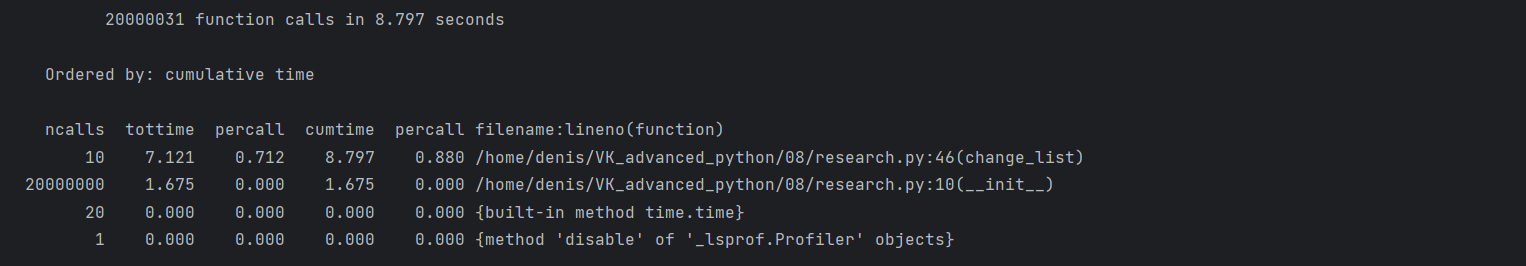 20000031 function calls in 8.797 seconds
Ordered by: cumulative time
ncalls  tottime  percall  cumtime  percall filename:lineno(function)
10    7.121    0.712    8.797    0.880 /home/denis/VK_advanced_python/08/research.py:46(change_list)
20000000    1.675    0.000    1.675    0.000 /home/denis/VK_advanced_python/08/research.py:10(__init__)
20    0.000    0.000    0.000    0.000 {built-in method time.time}
1    0.000    0.000    0.000    0.000 {method 'disable' of '_lsprof.Profiler' objects}